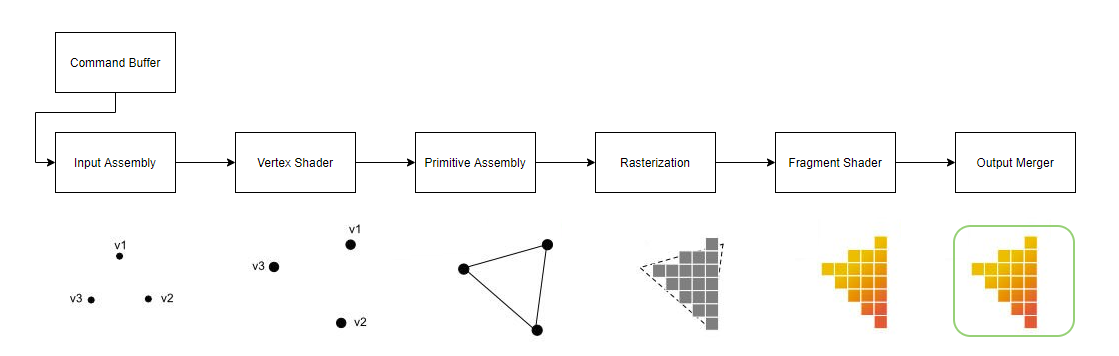 Command Buffer
Input Assembly
Vertex Shader
Primitive Assembly
Rasterization
Fragment Shader
Output Merger
v1
v3
v2
v1
v3
v2